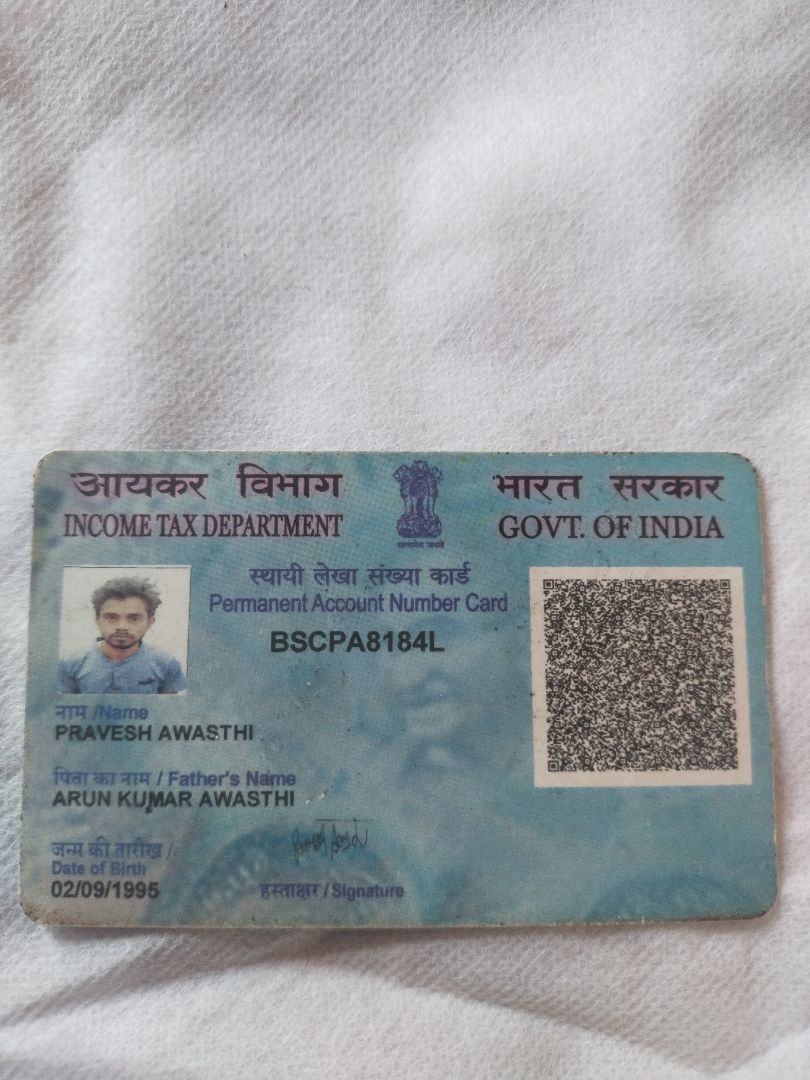 आयकर विभाग
INCOME TAX DEPARTMENT
सत्यमेव जयते
भारत सरकार
GOVT. OF INDIA
स्थायी लेखा संख्या कार्ड
Permanent Account Number Card
BSCPA8184L
नाम /Name
PRAVESH AWASTHI
पिता का नाम / Father's Name
ARUN KUMAR AWASTHI
जन्म की तारीख /
Date of Birth
02/09/1995
हस्ताक्षर / Signature